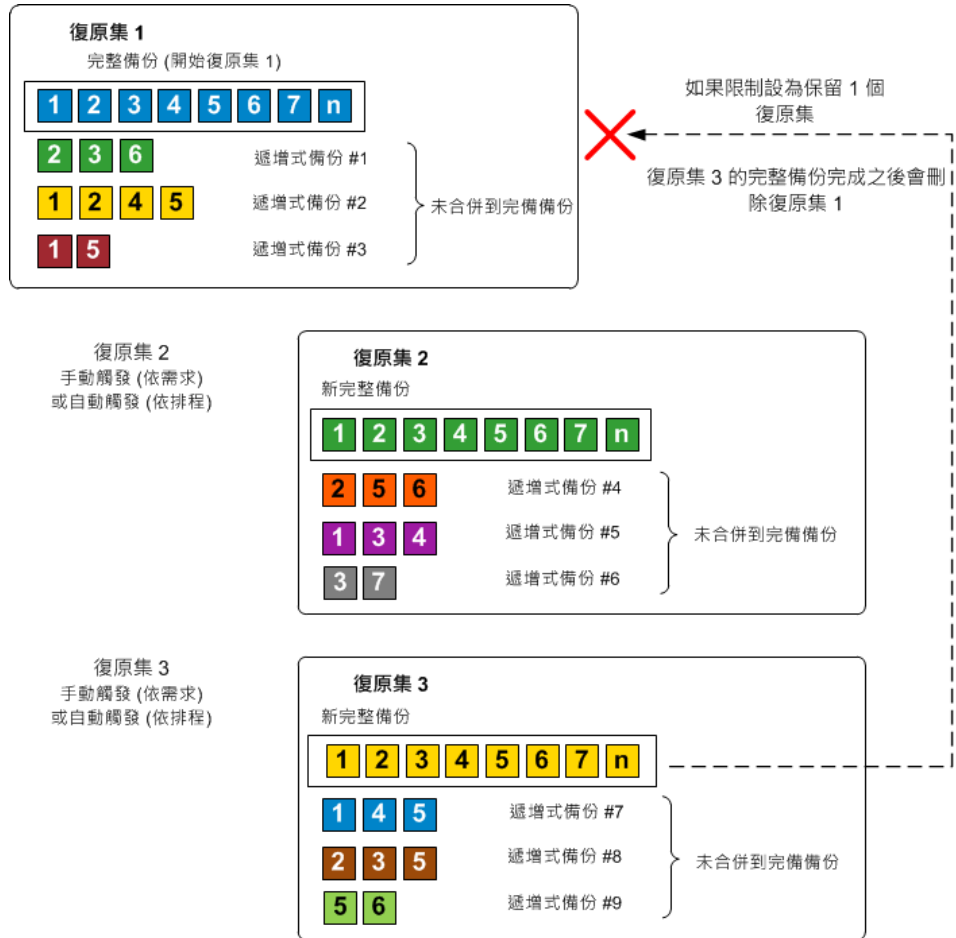 復原集 1
完整備份 (開始復原集 1)
1 2 3 4 5 6 7 n
2 3 6 遞增式備份 #1
1 2 4 5 遞增式備份 #2
1 5 遞增式備份 #3
未合併到完備備份
如果限制設為保留 1 個
復原集
復原集 3 的完整備份完成之後會刪
除復原集 1
復原集 2
手動觸發 (依需求)
或自動觸發 (依排程)
復原集 2
新完整備份
1 2 3 4 5 6 7 n
2 5 6 遞增式備份 #4
1 3 4 遞增式備份 #5
3 7 遞增式備份 #6
未合併到完備備份
復原集 3
手動觸發 (依需求)
或自動觸發 (依排程)
復原集 3
新完整備份
1 2 3 4 5 6 7 n
1 4 5 遞增式備份 #7
2 3 5 遞增式備份 #8
5 6 遞增式備份 #9
未合併到完備備份